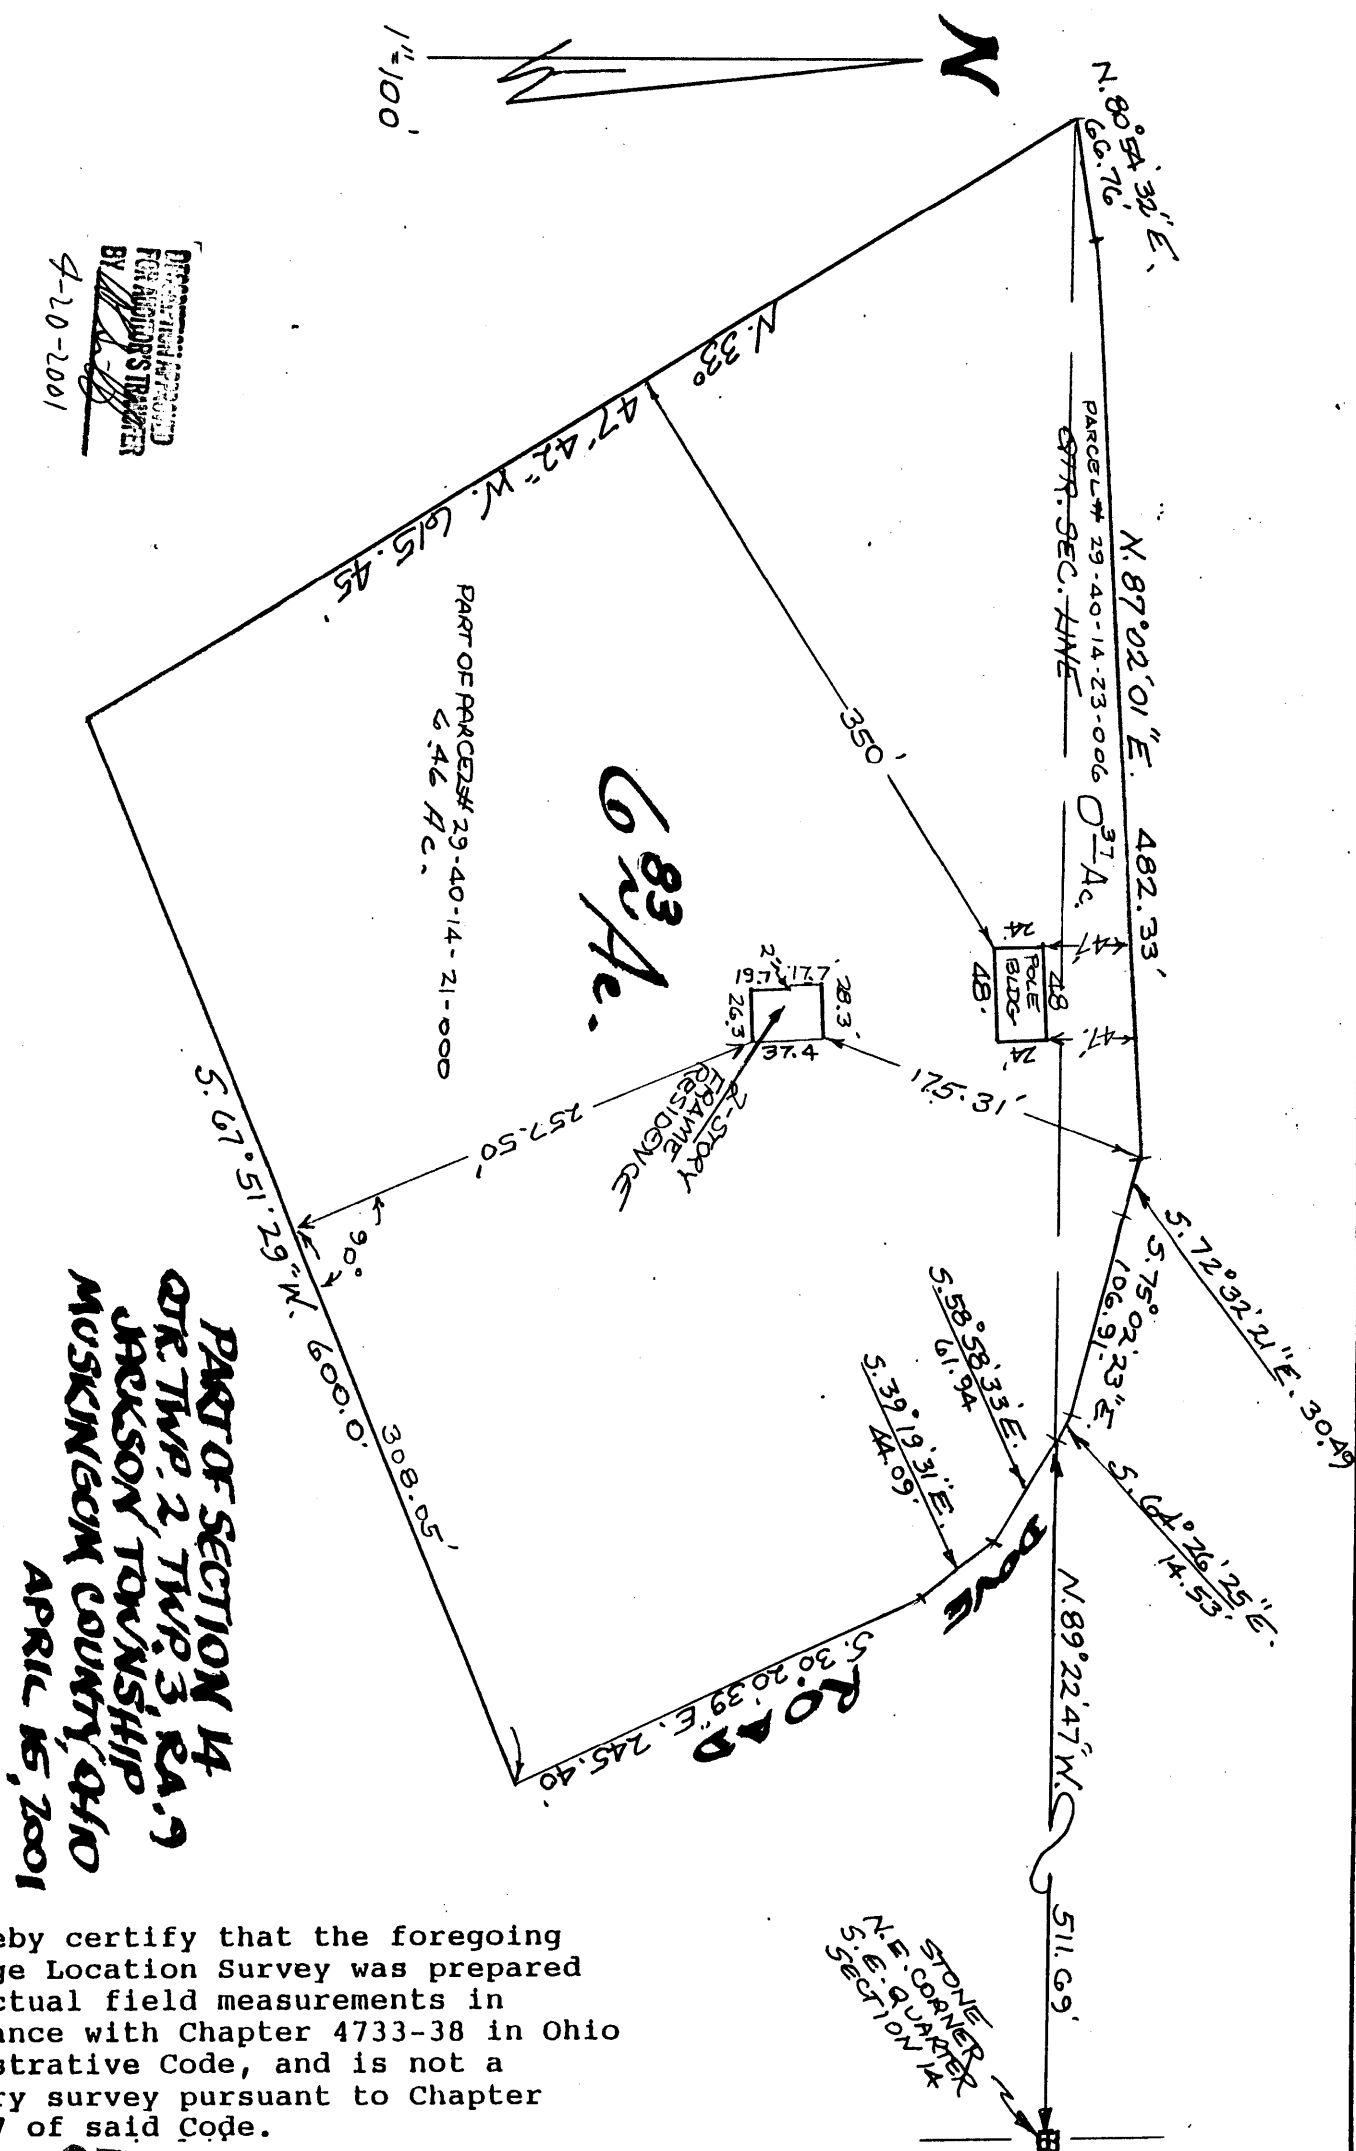 N
1"=100'
N. 80° 54' 32" E.
66.76'
N. 87° 02' 01" E. 482.33'
PARCEL # 29-40-14-23-006 0 37 Ac.
QTR. SEC. LINE
N. 33° 47' 42" W. 615.45'
350'
47'
47'
48
24'
POLE
BLDG
24'
48'
2'
17.7'
28.3'
19.7
26.3
37.4
2-STORY
FRAME
RESIDENCE
175.31'
257.50'
90°
6 83 Ac.
PART OF PARCEL# 29-40-14-21-000
6.46 Ac.
S. 72° 32' 21" E. 30.49
S. 75° 02' 23" E.
106.91'
S. 64° 26' 25" E.
14.53'
S. 58° 58' 33" E.
61.94
S. 39° 19' 31" E.
44.09'
DOVE ROAD
S. 30° 20' 39" E. 245.40'
N. 89° 22' 47" W. 511.69'
STONE
N.E. CORNER
S.E. QUARTER
SECTION 14
S. 67° 51' 29" W. 600.0'
308.05'
DESCRIPTION APPROVED
FOR AUDITOR'S TRANSFER
BY
4-20-2001
PART OF SECTION 14
QTR. TWP. 2, TWP. 3, RA. 9
JACKSON TOWNSHIP
MUSKINGUM COUNTY, OHIO
APRIL 15, 2001
eby certify that the foregoing
ge Location Survey was prepared
ctual field measurements in
ance with Chapter 4733-38 in Ohio
strative Code, and is not a
ry survey pursuant to Chapter
7 of said Code.